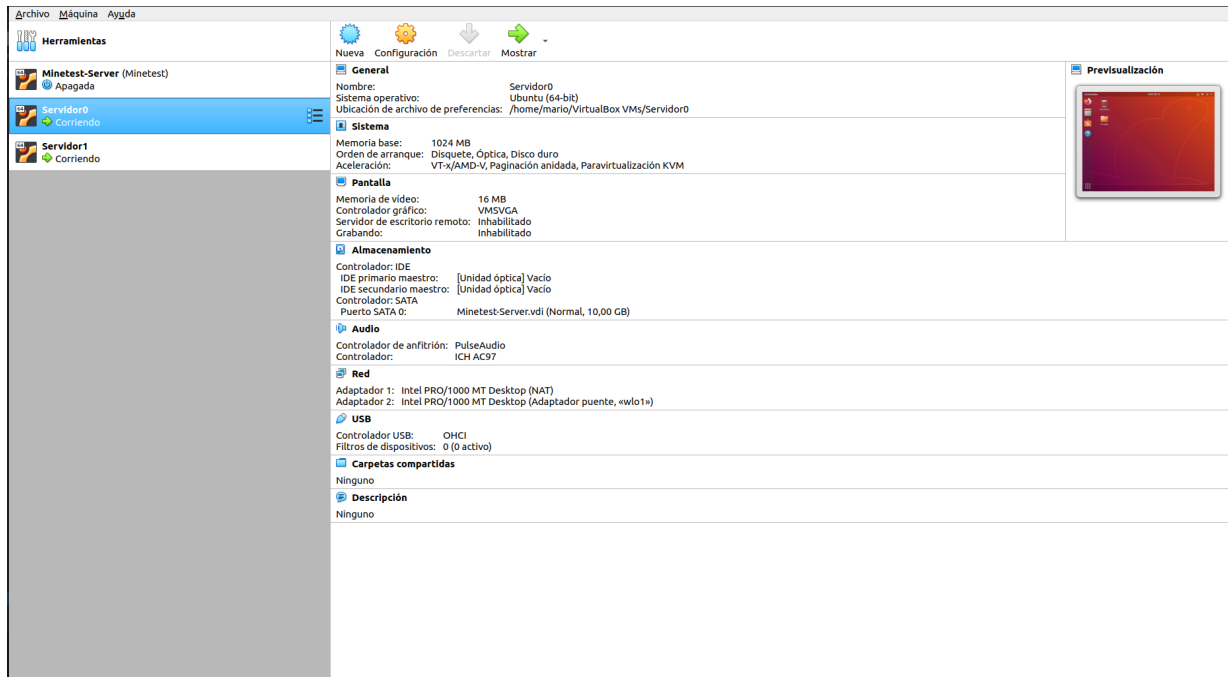 Archivo Máquina Ayuda
Herramientas
Nueva Configuración Descartar Mostrar
Minetest-Server (Minetest)
Apagada
Servidor0
Corriendo
Servidor1
Corriendo
General
Nombre: Servidor0
Sistema operativo: Ubuntu (64-bit)
Ubicación de archivo de preferencias: /home/mario/VirtualBox VMs/Servidor0
Sistema
Memoria base: 1024 MB
Orden de arranque: Disquete, Óptica, Disco duro
Aceleración: VT-x/AMD-V, Paginación anidada, Paravirtualización KVM
Pantalla
Memoria de vídeo: 16 MB
Controlador gráfico: VMSVGA
Servidor de escritorio remoto: Inhabilitado
Grabando: Inhabilitado
Previsualización
Almacenamiento
Controlador: IDE
IDE primario maestro: [Unidad óptica] Vacío
IDE secundario maestro: [Unidad óptica] Vacío
Controlador: SATA
Puerto SATA 0: Minetest-Server.vdi (Normal, 10,00 GB)
Audio
Controlador de anfitrión: PulseAudio
Controlador: ICH AC97
Red
Adaptador 1: Intel PRO/1000 MT Desktop (NAT)
Adaptador 2: Intel PRO/1000 MT Desktop (Adaptador puente, «wlo1»)
USB
Controlador USB: OHCI
Filtros de dispositivos: 0 (0 activo)
Carpetas compartidas
Ninguno
Descripción
Ninguno